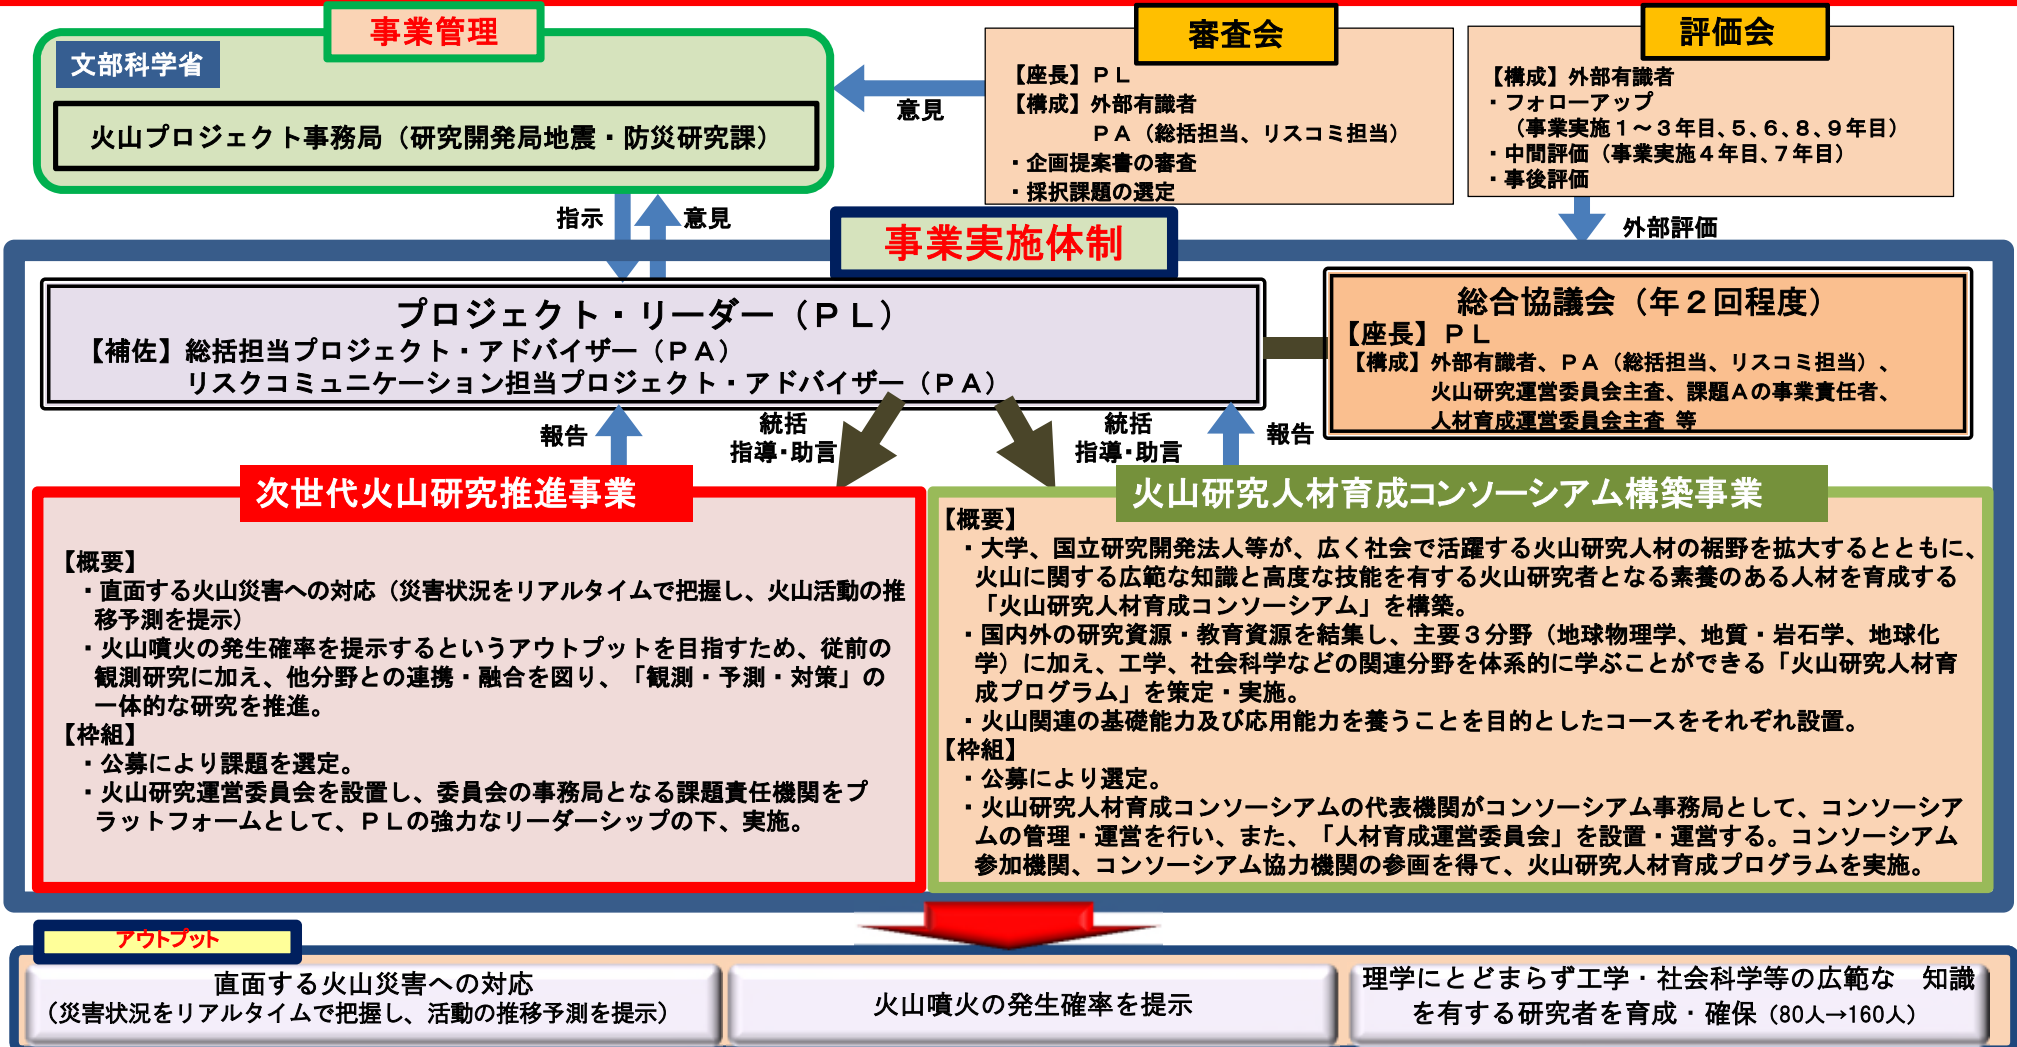 事業管理
文部科学省
火山プロジェクト事務局（研究開発局地震・防災研究課）
審査会
【座長】ＰＬ
【構成】外部有識者
ＰＡ（総括担当、リスコミ担当）
・企画提案書の審査
・採択課題の選定
意見
評価会
【構成】外部有識者
・フォローアップ
（事業実施１～３年目、５、６、８、９年目）
・中間評価（事業実施４年目、７年目）
・事後評価
指示
意見
外部評価
事業実施体制
プロジェクト・リーダー（ＰＬ）
【補佐】総括担当プロジェクト・アドバイザー（ＰＡ）
リスクコミュニケーション担当プロジェクト・アドバイザー（ＰＡ）
総合協議会（年２回程度）
【座長】ＰＬ
【構成】外部有識者、ＰＡ（総括担当、リスコミ担当）、
火山研究運営委員会主査、課題Ａの事業責任者、
人材育成運営委員会主査 等
報告
統括
指導・助言
統括
指導・助言
報告
次世代火山研究推進事業
【概要】
・直面する火山災害への対応（災害状況をリアルタイムで把握し、火山活動の推
移予測を提示）
・火山噴火の発生確率を提示するというアウトプットを目指すため、従前の
観測研究に加え、他分野との連携・融合を図り、「観測・予測・対策」の
一体的な研究を推進。
【枠組】
・公募により課題を選定。
・火山研究運営委員会を設置し、委員会の事務局となる課題責任機関をプ
ラットフォームとして、ＰＬの強力なリーダーシップの下、実施。
火山研究人材育成コンソーシアム構築事業
【概要】
・大学、国立研究開発法人等が、広く社会で活躍する火山研究人材の裾野を拡大するとともに、
火山に関する広範な知識と高度な技能を有する火山研究者となる素養のある人材を育成する
「火山研究人材育成コンソーシアム」を構築。
・国内外の研究資源・教育資源を結集し、主要３分野（地球物理学、地質・岩石学、地球化
学）に加え、工学、社会科学などの関連分野を体系的に学ぶことができる「火山研究人材育
成プログラム」を策定・実施。
・火山関連の基礎能力及び応用能力を養うことを目的としたコースをそれぞれ設置。
【枠組】
・公募により選定。
・火山研究人材育成コンソーシアムの代表機関がコンソーシアム事務局として、コンソーシア
ムの管理・運営を行い、また、「人材育成運営委員会」を設置・運営する。コンソーシアム
参加機関、コンソーシアム協力機関の参画を得て、火山研究人材育成プログラムを実施。
アウトプット
直面する火山災害への対応
（災害状況をリアルタイムで把握し、活動の推移予測を提示）
火山噴火の発生確率を提示
理学にとどまらず工学・社会科学等の広範な　知識
を有する研究者を育成・確保（80人→160人）